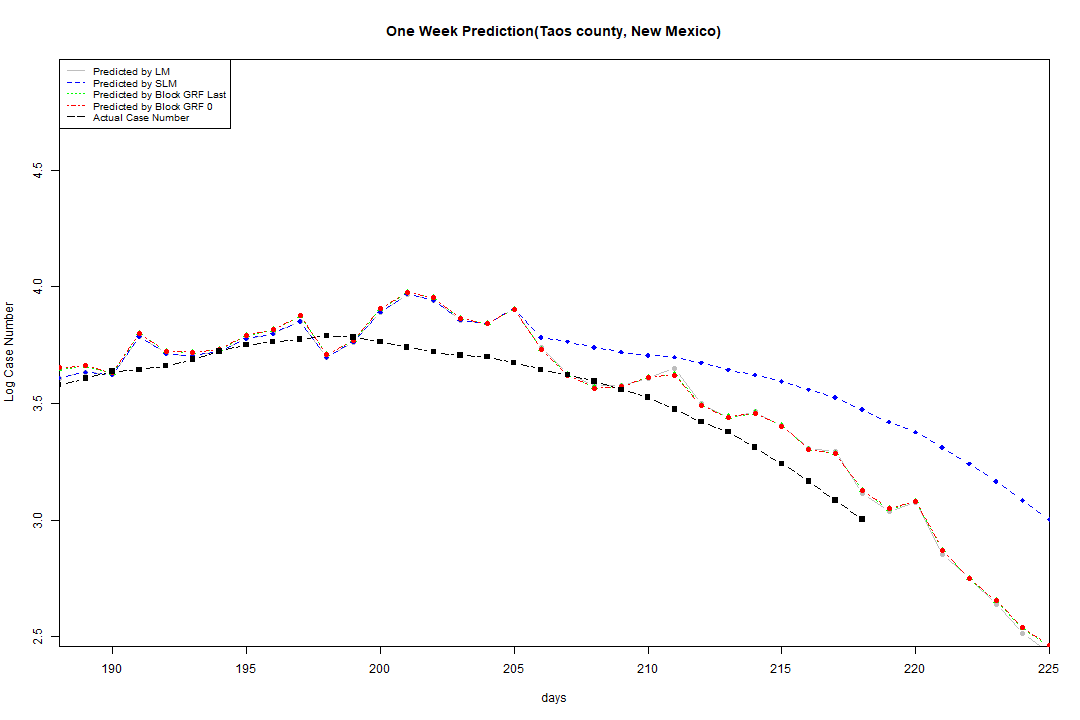 One Week Prediction(Taos county, New Mexico)
Predicted by LM
Predicted by SLM
Predicted by Block GRF Last
Predicted by Block GRF 0
Actual Case Number
4.5
4.0
3.5
3.0
2.5
Log Case Number
190 195 200 205 210 215 220 225
days